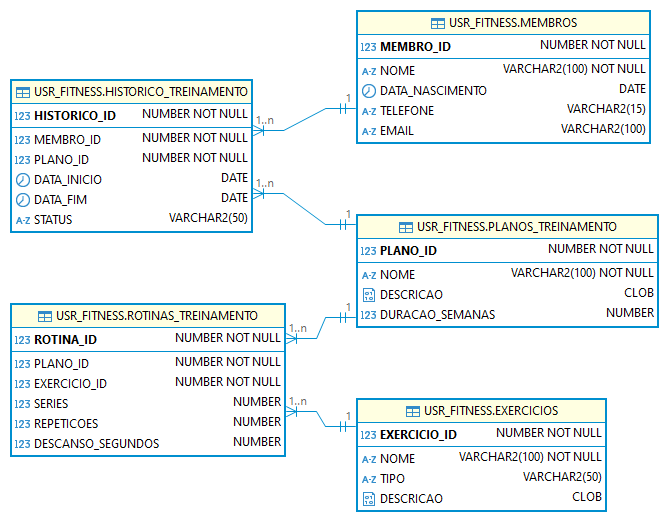 USR_FITNESS.MEMBROS
123 MEMBRO_ID NUMBER NOT NULL
A-Z NOME VARCHAR2(100) NOT NULL
DATA_NASCIMENTO DATE
A-Z TELEFONE VARCHAR2(15)
A-Z EMAIL VARCHAR2(100)
USR_FITNESS.HISTORICO_TREINAMENTO
123 HISTORICO_ID NUMBER NOT NULL
123 MEMBRO_ID NUMBER NOT NULL
123 PLANO_ID NUMBER NOT NULL
DATA_INICIO DATE
DATA_FIM DATE
A-Z STATUS VARCHAR2(50)
1..n
1
1..n
1
USR_FITNESS.PLANOS_TREINAMENTO
123 PLANO_ID NUMBER NOT NULL
A-Z NOME VARCHAR2(100) NOT NULL
DESCRICAO CLOB
123 DURACAO_SEMANAS NUMBER
USR_FITNESS.ROTINAS_TREINAMENTO
123 ROTINA_ID NUMBER NOT NULL
123 PLANO_ID NUMBER NOT NULL
123 EXERCICIO_ID NUMBER NOT NULL
123 SERIES NUMBER
123 REPETICOES NUMBER
123 DESCANSO_SEGUNDOS NUMBER
1..n
1
1..n
1
USR_FITNESS.EXERCICIOS
123 EXERCICIO_ID NUMBER NOT NULL
A-Z NOME VARCHAR2(100) NOT NULL
A-Z TIPO VARCHAR2(50)
DESCRICAO CLOB